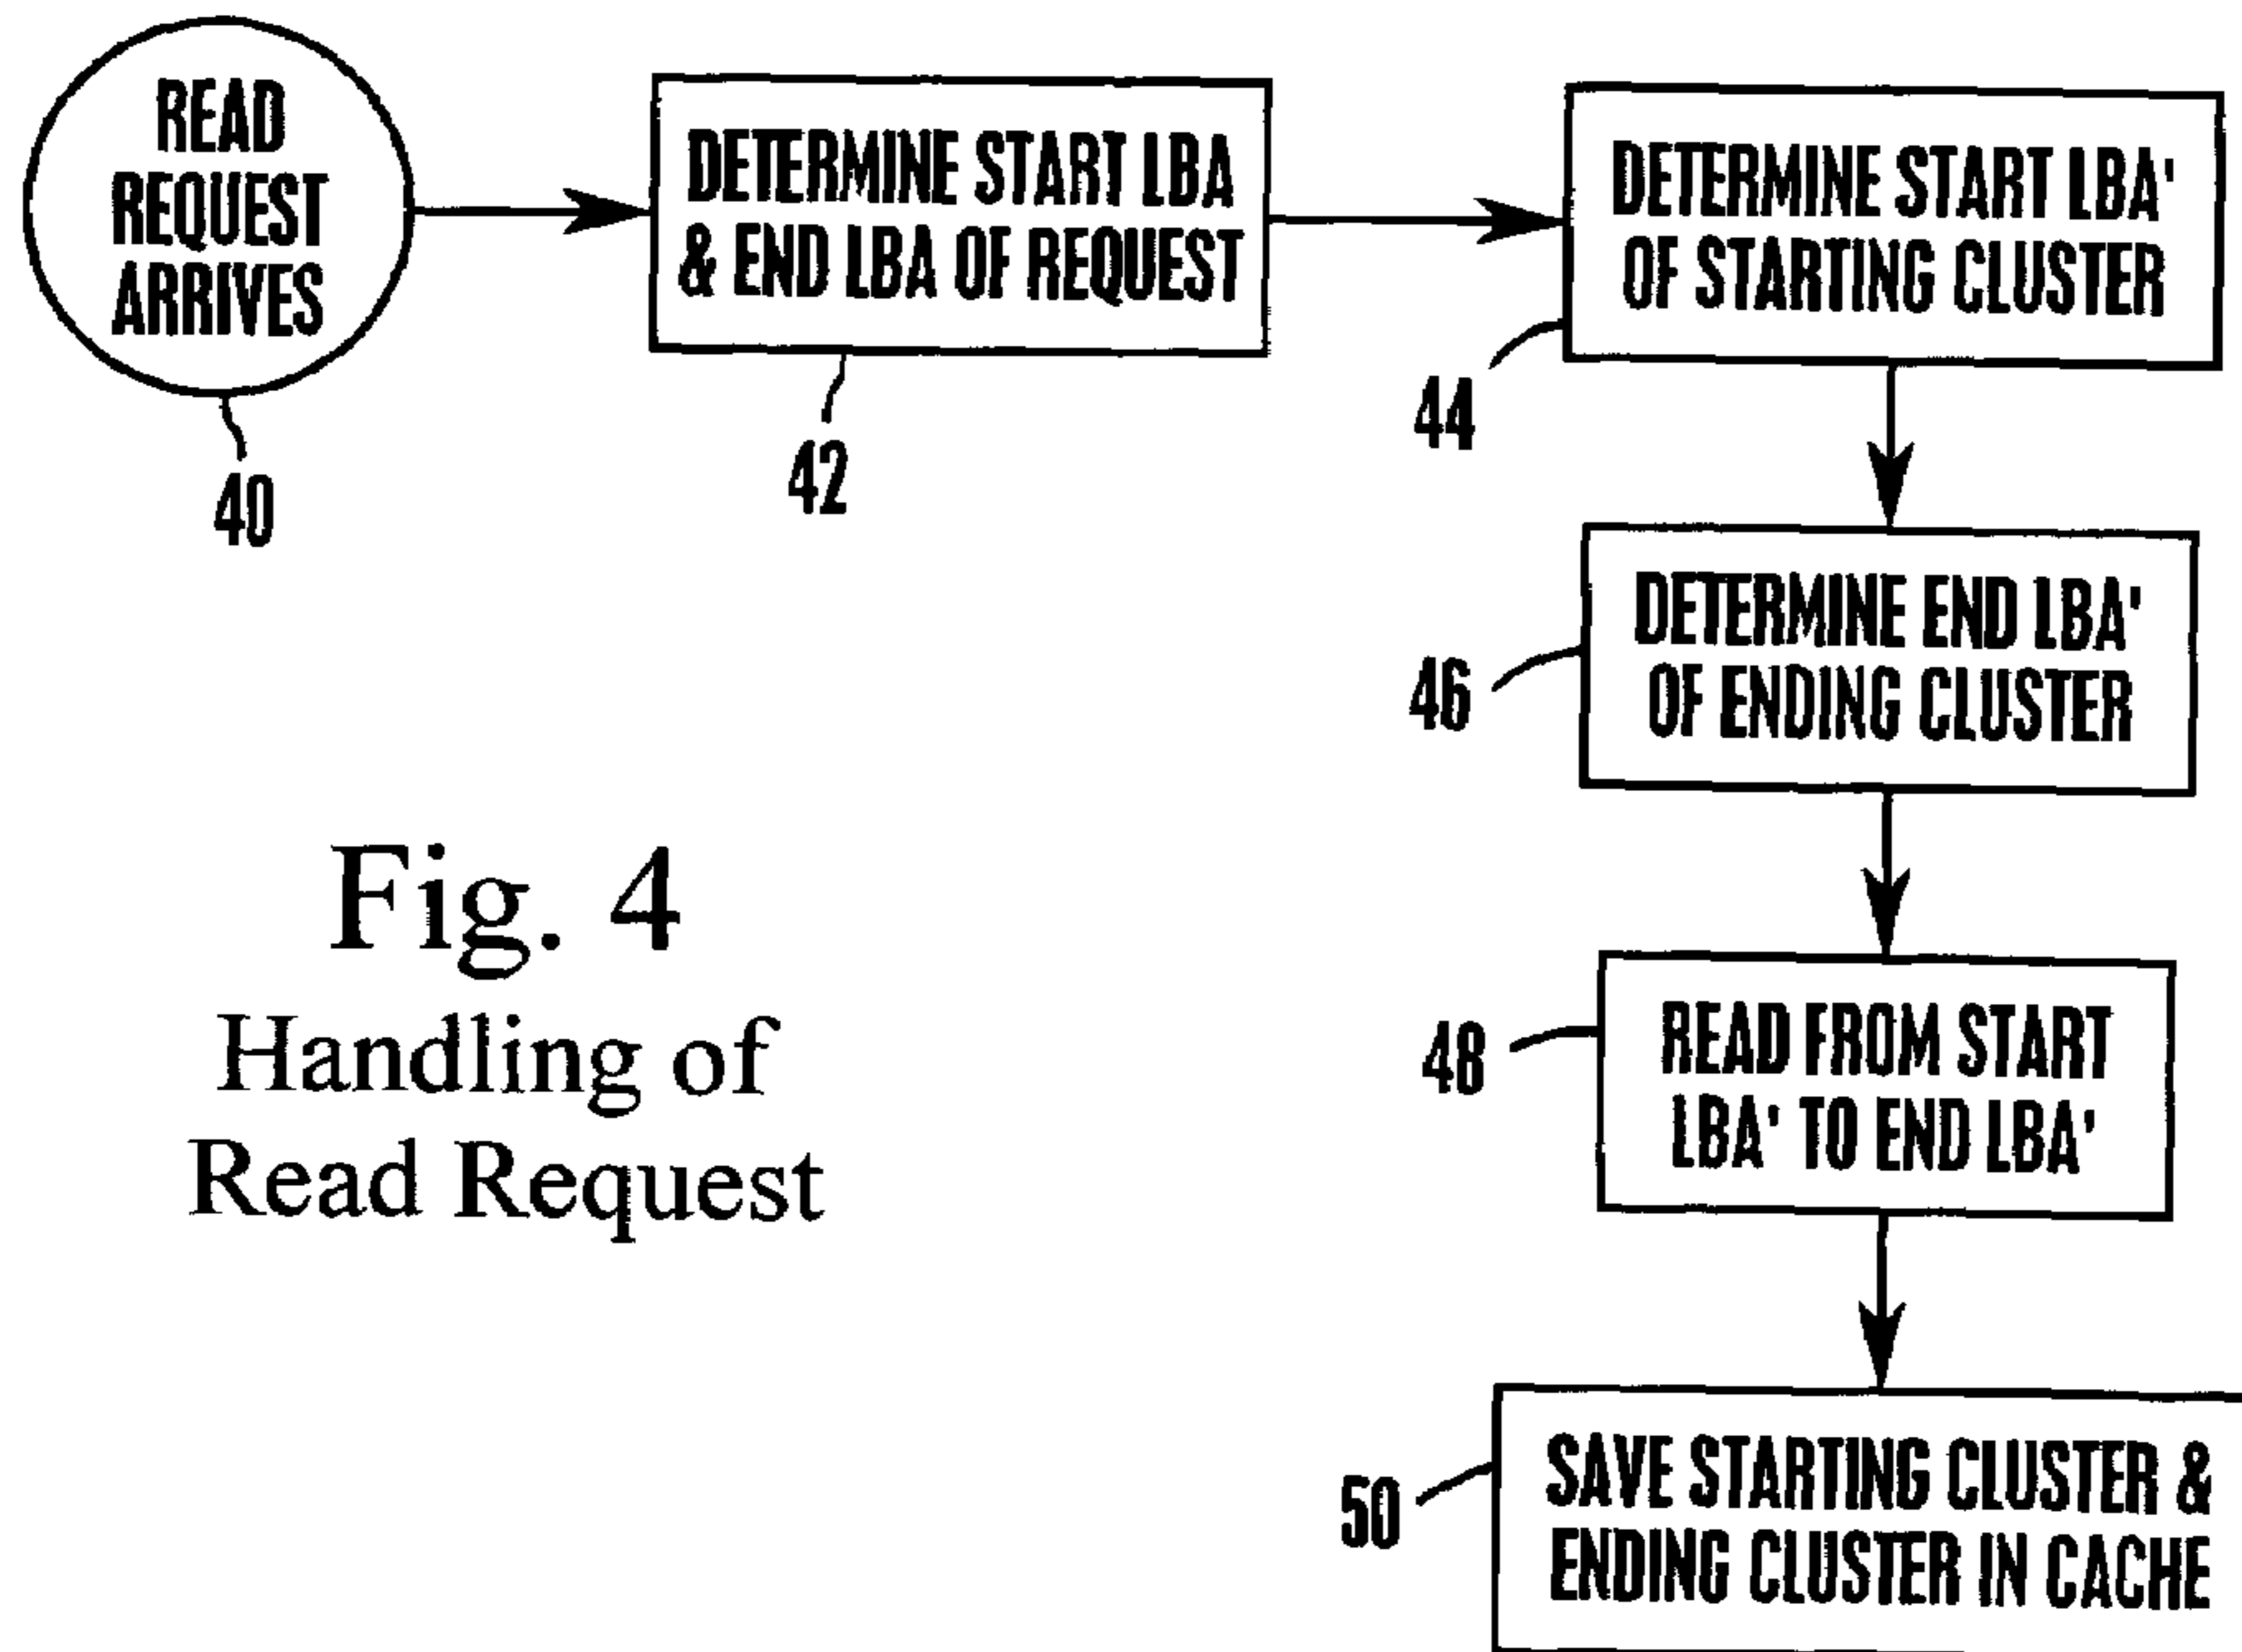 READ
REQUEST
ARRIVES
40
DETERMINE START LBA
& END LBA OF REQUEST
42
DETERMINE START LBA'
OF STARTING CLUSTER
44
DETERMINE END LBA'
OF ENDING CLUSTER
46
READ FROM START
LBA' TO END LBA'
48
SAVE STARTING CLUSTER &
ENDING CLUSTER IN CACHE
50
Fig. 4
Handling of
Read Request